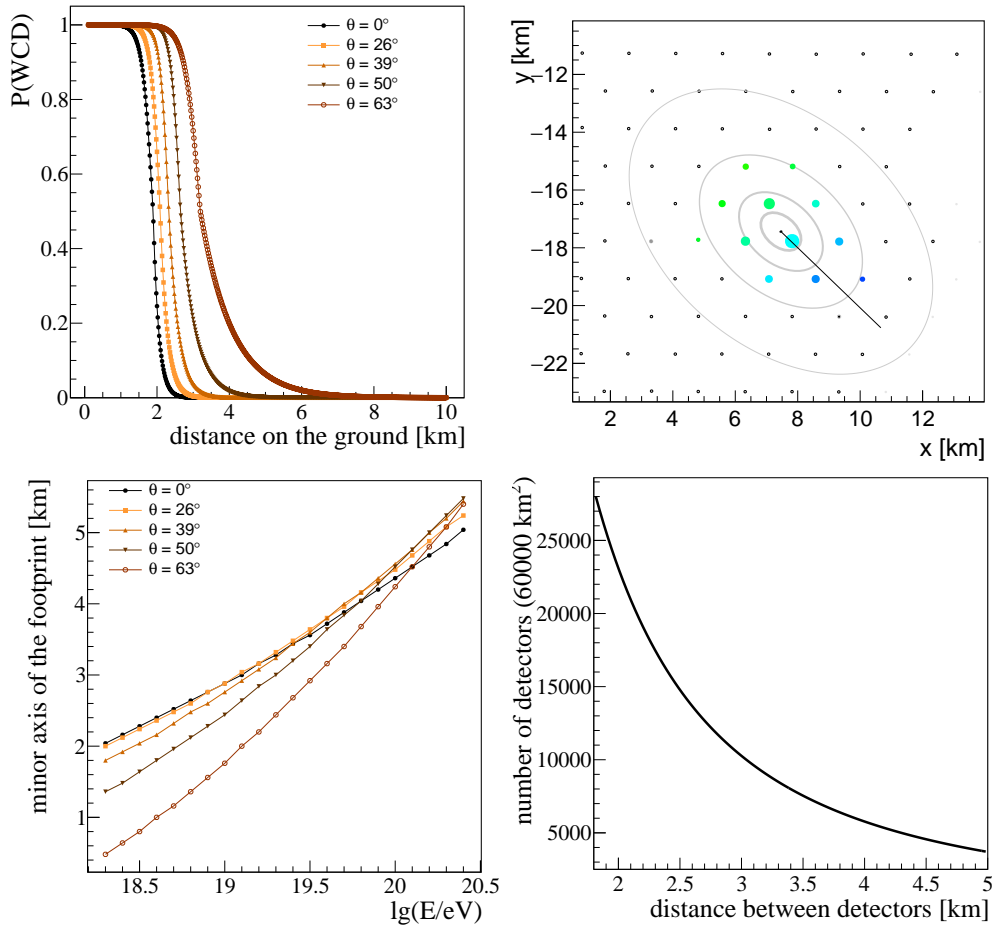 P(WCD)
1
0.8
0.6
0.4
0.2
0
θ = 0°
θ = 26°
θ = 39°
θ = 50°
θ = 63°
0 2 4 6 8 10
distance on the ground [km]
y [km]
−12
−14
−16
−18
−20
−22
2 4 6 8 10 12
x [km]
minor axis of the footprint [km]
5
4
3
2
1
θ = 0°
θ = 26°
θ = 39°
θ = 50°
θ = 63°
18.5 19 19.5 20 20.5
lg(E/eV)
number of detectors (60000 km²)
25000
20000
15000
10000
5000
2 2.5 3 3.5 4 4.5 5
distance between detectors [km]